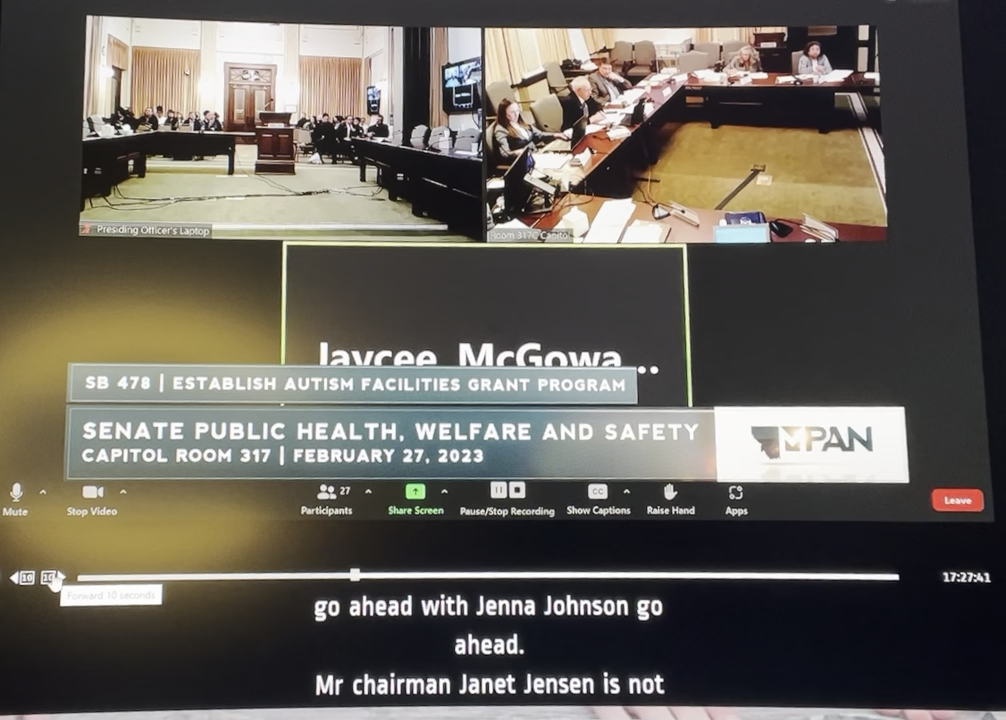 Presiding Officer's Laptop
Room 317C Capitol
Jaycee McGowa...
SB 478 | ESTABLISH AUTISM FACILITIES GRANT PROGRAM
SENATE PUBLIC HEALTH, WELFARE AND SAFETY
CAPITOL ROOM 317 | FEBRUARY 27, 2023
MPAN
27
CC
Mute
Stop Video
Participants
Share Screen
Pause/Stop Recording
Show Captions
Raise Hand
Apps
Leave
10
10
17:27:41
Forward 10 seconds
go ahead with Jenna Johnson go
ahead.
Mr chairman Janet Jensen is not